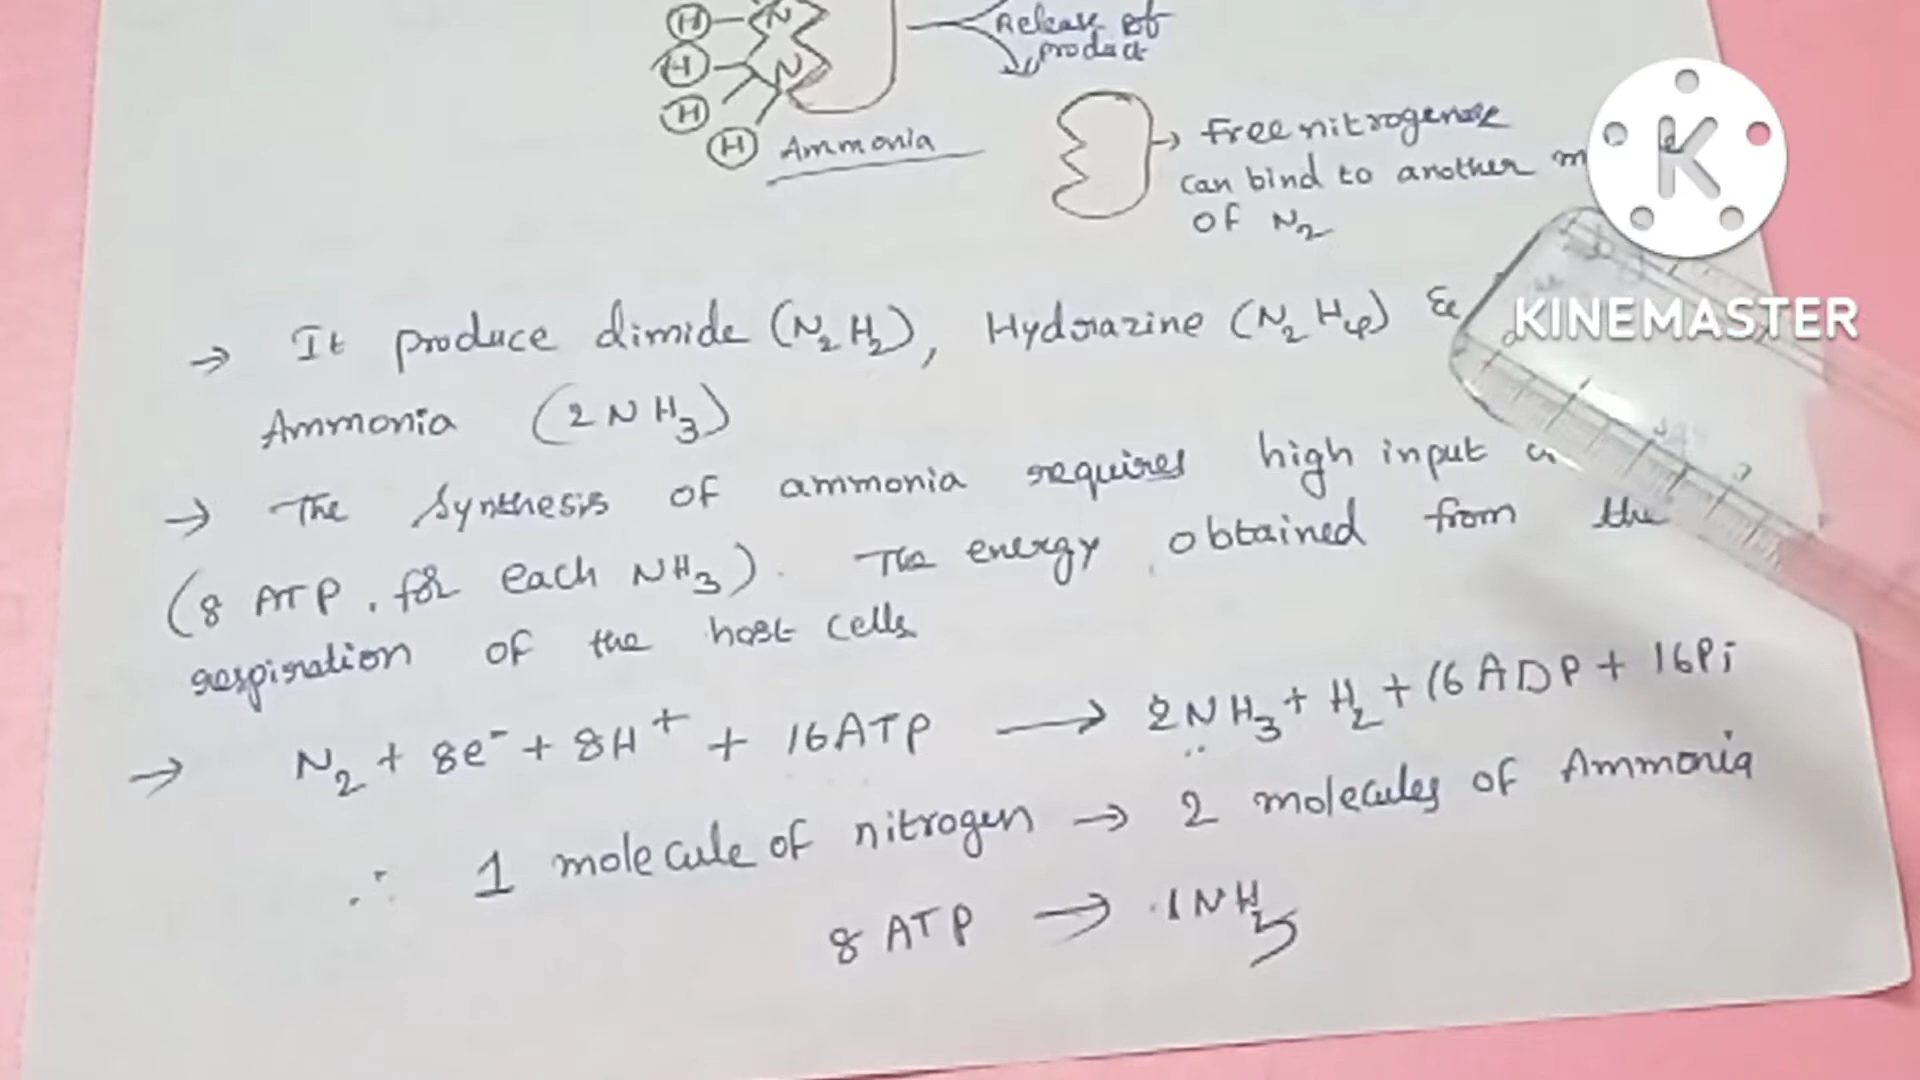 H N
H N
H
H
Release of
product
Ammonia
→ Free nitrogenase
can bind to another
of N2
→ It produce dimide (N2H2), Hydrazine (N2H4) &
Ammonia (2NH3)
→ The synthesis of ammonia requires high input
(8 ATP, for each NH3). The energy obtained from the
respiration of the host cells
→ N2 + 8e- + 8H+ + 16ATP → 2NH3 + H2 + 16ADP + 16Pi
∴ 1 molecule of nitrogen → 2 molecules of Ammonia
8 ATP → 1NH3
K
KINEMASTER